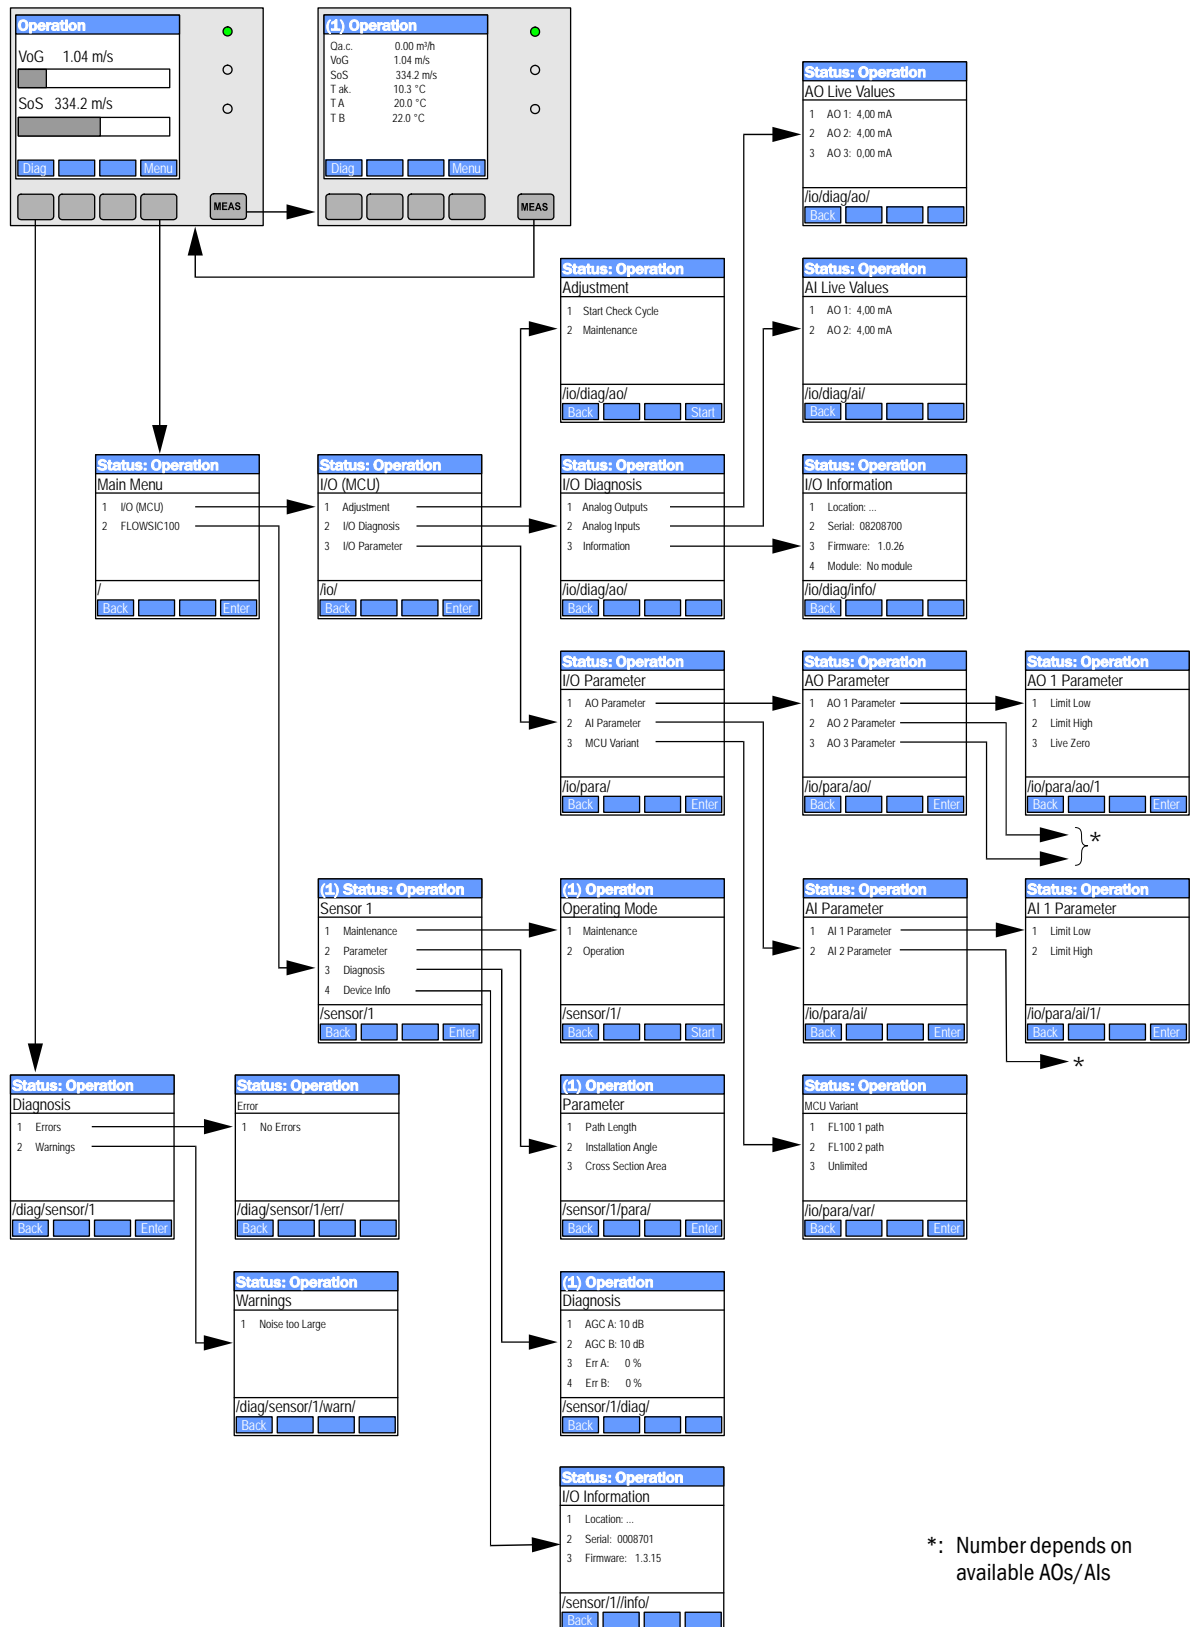 Operation
VoG 1.04 m/s
SoS 334.2 m/s
Diag Menu
MEAS
(1) Operation
Qa.c. 0.00 m³/h
VoG 1.04 m/s
SoS 334.2 m/s
T ak. 10.3 °C
T A 20.0 °C
T B 22.0 °C
Diag Menu
MEAS
Status: Operation
AO Live Values
1 AO 1: 4,00 mA
2 AO 2: 4,00 mA
3 AO 3: 0,00 mA
/io/diag/ao/
Back
Status: Operation
Adjustment
1 Start Check Cycle
2 Maintenance
/io/diag/ao/
Back Start
Status: Operation
AI Live Values
1 AO 1: 4,00 mA
2 AO 2: 4,00 mA
/io/diag/ai/
Back
Status: Operation
Main Menu
1 I/O (MCU)
2 FLOWSIC100
/
Back Enter
Status: Operation
I/O (MCU)
1 Adjustment
2 I/O Diagnosis
3 I/O Parameter
/io/
Back Enter
Status: Operation
I/O Diagnosis
1 Analog Outputs
2 Analog Inputs
3 Information
/io/diag/ao/
Back
Status: Operation
I/O Information
1 Location: ...
2 Serial: 08208700
3 Firmware: 1.0.26
4 Module: No module
/io/diag/info/
Back
Status: Operation
I/O Parameter
1 AO Parameter
2 AI Parameter
3 MCU Variant
/io/para/
Back Enter
Status: Operation
AO Parameter
1 AO 1 Parameter
2 AO 2 Parameter
3 AO 3 Parameter
/io/para/ao/
Back Enter
Status: Operation
AO 1 Parameter
1 Limit Low
2 Limit High
3 Live Zero
/io/para/ao/1
Back Enter
*
(1) Status: Operation
Sensor 1
1 Maintenance
2 Parameter
3 Diagnosis
4 Device Info
/sensor/1
Back Enter
(1) Operation
Operating Mode
1 Maintenance
2 Operation
/sensor/1/
Back Start
Status: Operation
AI Parameter
1 AI 1 Parameter
2 AI 2 Parameter
/io/para/ai/
Back Enter
Status: Operation
AI 1 Parameter
1 Limit Low
2 Limit High
/io/para/ai/1/
Back Enter
*
Status: Operation
Diagnosis
1 Errors
2 Warnings
/diag/sensor/1
Back Enter
Status: Operation
Error
1 No Errors
/diag/sensor/1/err/
Back
(1) Operation
Parameter
1 Path Length
2 Installation Angle
3 Cross Section Area
/sensor/1/para/
Back Enter
Status: Operation
MCU Variant
1 FL100 1 path
2 FL100 2 path
3 Unlimited
/io/para/var/
Back Enter
Status: Operation
Warnings
1 Noise too Large
/diag/sensor/1/warn/
Back
(1) Operation
Diagnosis
1 AGC A: 10 dB
2 AGC B: 10 dB
3 Err A: 0 %
4 Err B: 0 %
/sensor/1/diag/
Back
Status: Operation
I/O Information
1 Location: ...
2 Serial: 0008701
3 Firmware: 1.3.15
/sensor/1//info/
Back
*: Number depends on
available AOs/AIs